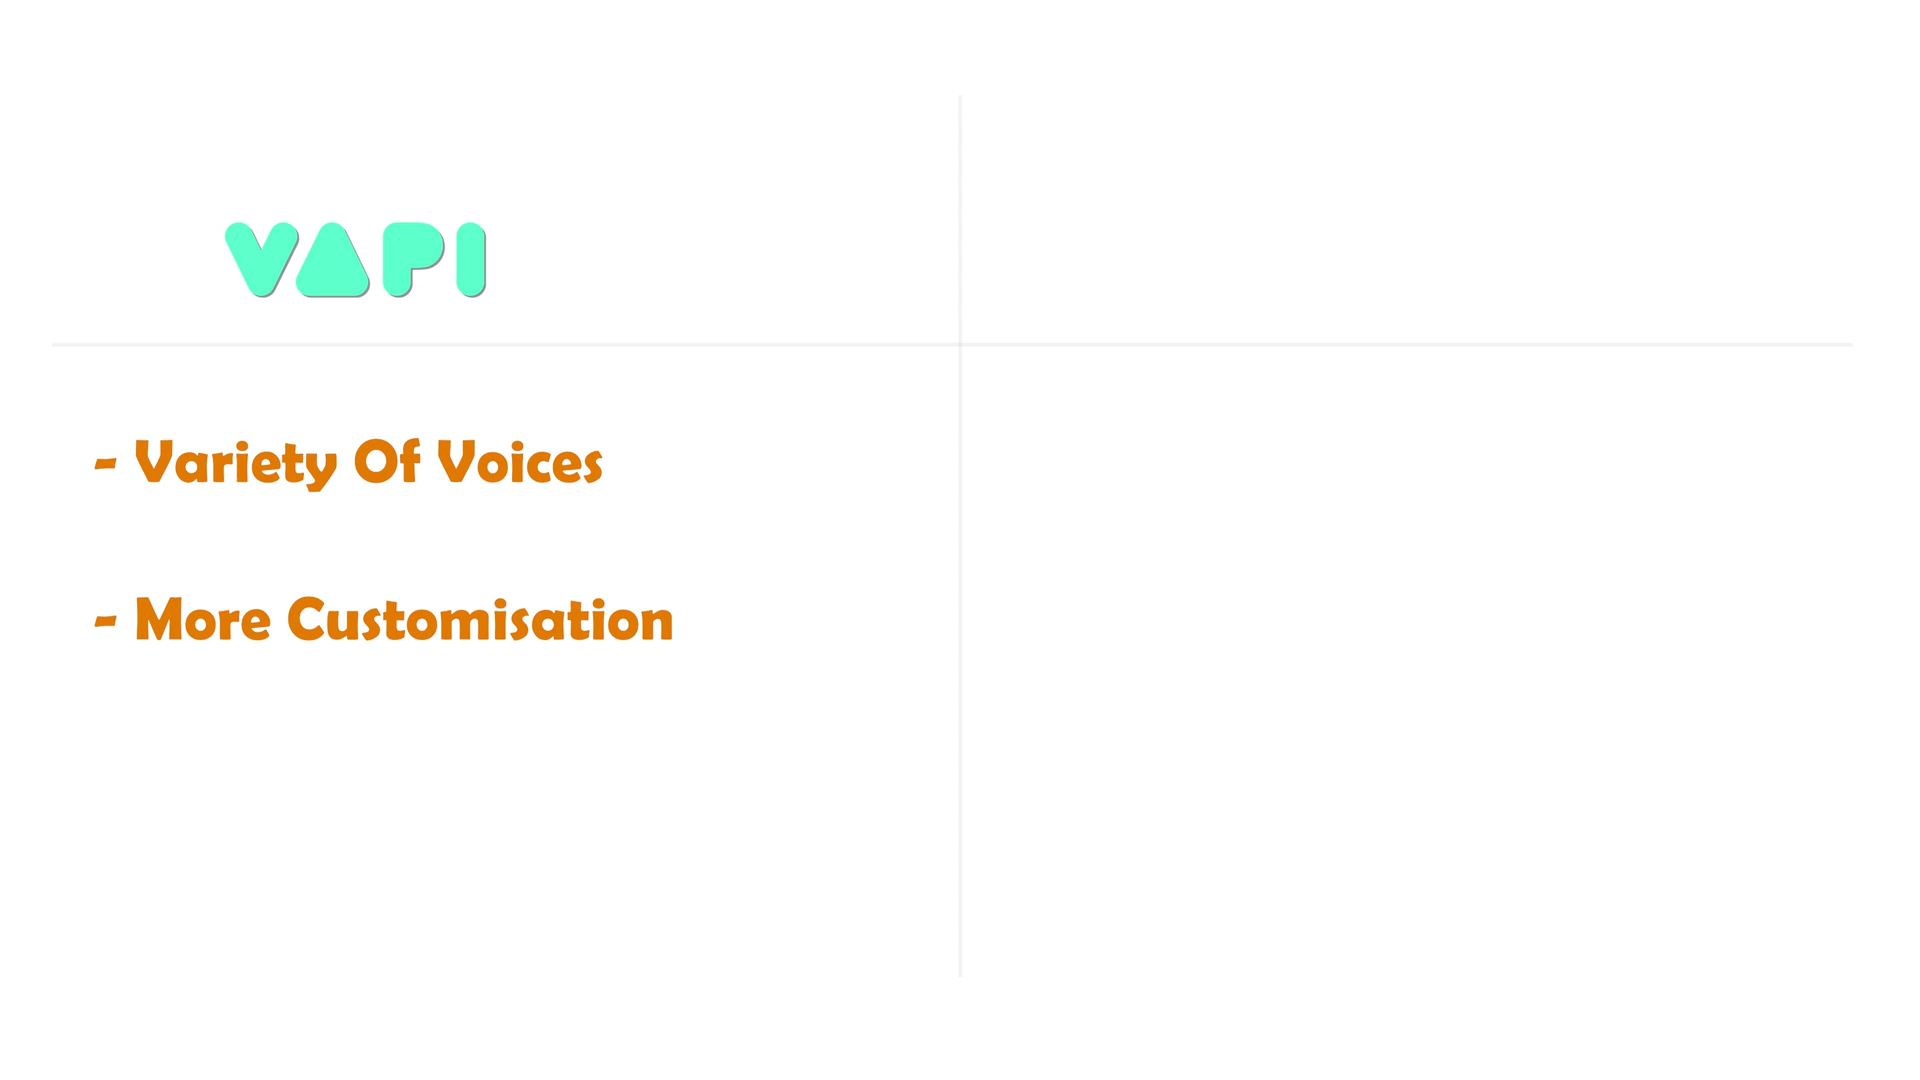 VAPI
- Variety Of Voices
- More Customisation